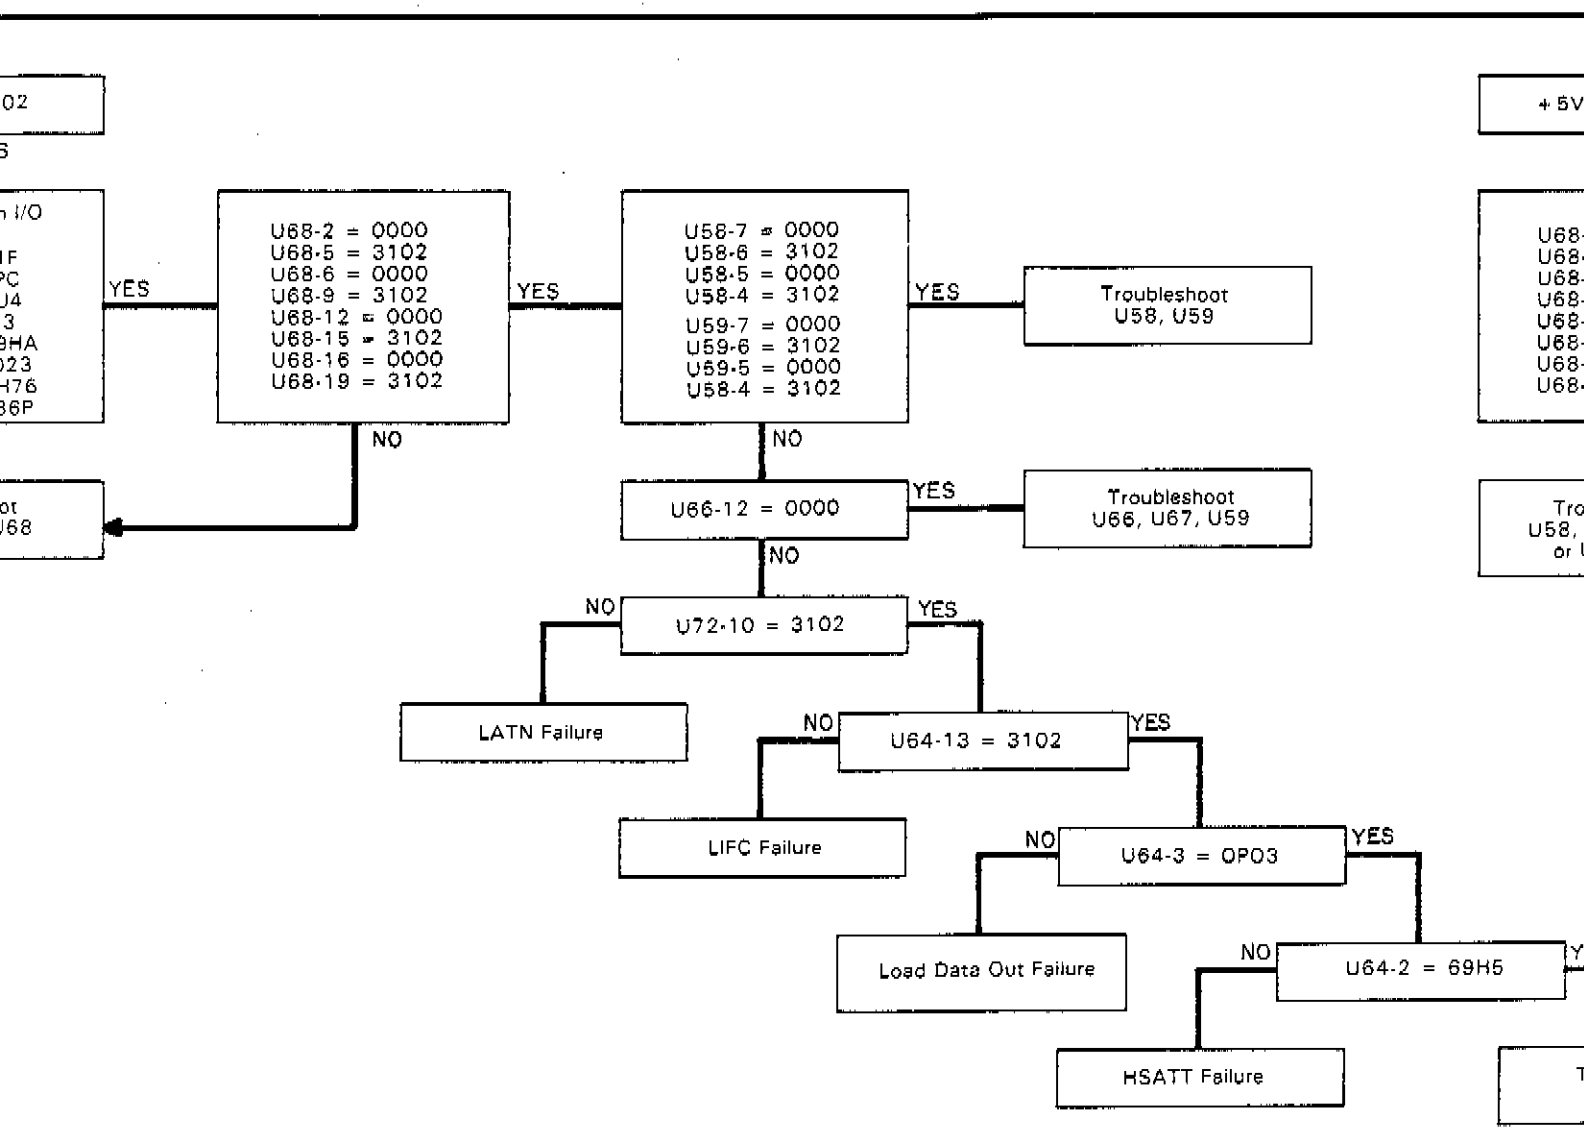 02
+ 5V
S
n I/O
1F
PC
U4
3
9HA
023
H76
86P
YES
U68-2 = 0000
U68-5 = 3102
U68-6 = 0000
U68-9 = 3102
U68-12 = 0000
U68-15 = 3102
U68-16 = 0000
U68-19 = 3102
YES
U58-7 = 0000
U58-6 = 3102
U58-5 = 0000
U58-4 = 3102
U59-7 = 0000
U59-6 = 3102
U59-5 = 0000
U58-4 = 3102
YES
Troubleshoot
U58, U59
U68-
U68-
U68-
U68-
U68-
U68-
U68-
U68-
NO
NO
ot
U68
U66-12 = 0000
YES
Troubleshoot
U66, U67, U59
Tro
U58,
or U
NO
NO
U72-10 = 3102
YES
LATN Failure
NO
U64-13 = 3102
YES
LIFC Failure
NO
U64-3 = OPO3
YES
Load Data Out Failure
NO
U64-2 = 69H5
Y
HSATT Failure
T